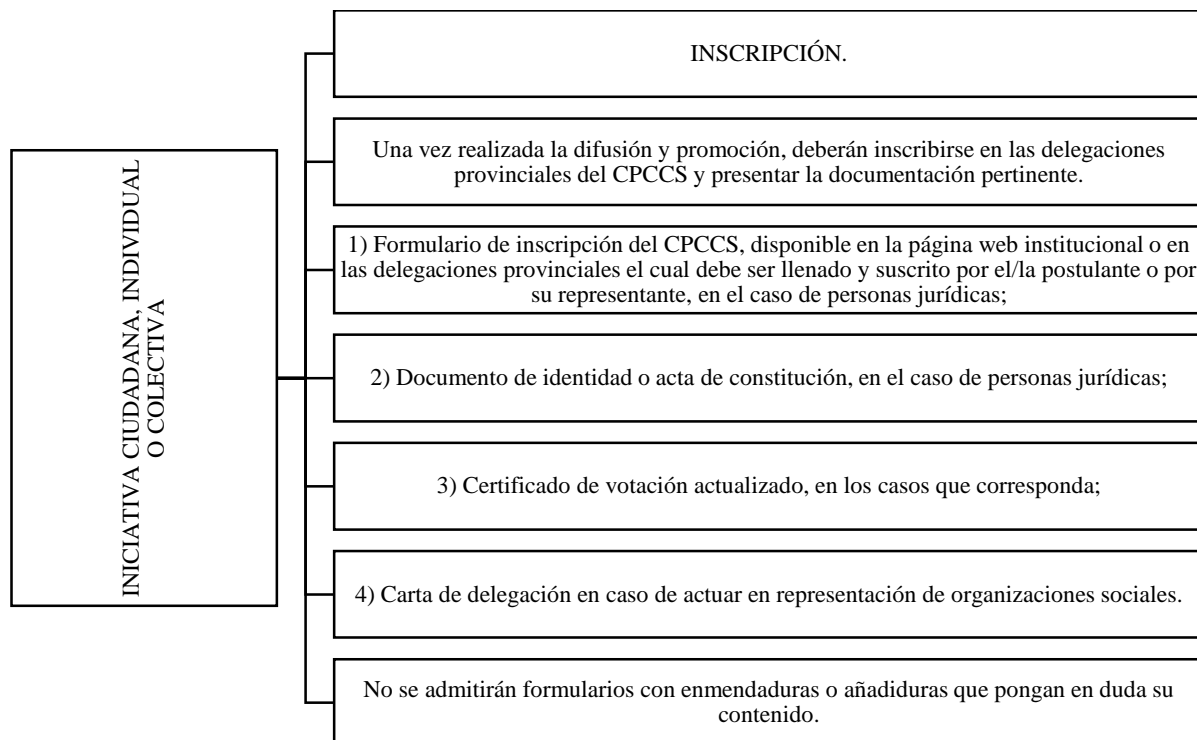 INICIATIVA CIUDADANA, INDIVIDUAL
O COLECTIVA
INSCRIPCIÓN.
Una vez realizada la difusión y promoción, deberán inscribirse en las delegaciones
provinciales del CPCCS y presentar la documentación pertinente.
1) Formulario de inscripción del CPCCS, disponible en la página web institucional o en
las delegaciones provinciales el cual debe ser llenado y suscrito por el/la postulante o por
su representante, en el caso de personas jurídicas;
2) Documento de identidad o acta de constitución, en el caso de personas jurídicas;
3) Certificado de votación actualizado, en los casos que corresponda;
4) Carta de delegación en caso de actuar en representación de organizaciones sociales.
No se admitirán formularios con enmendaduras o añadiduras que pongan en duda su
contenido.